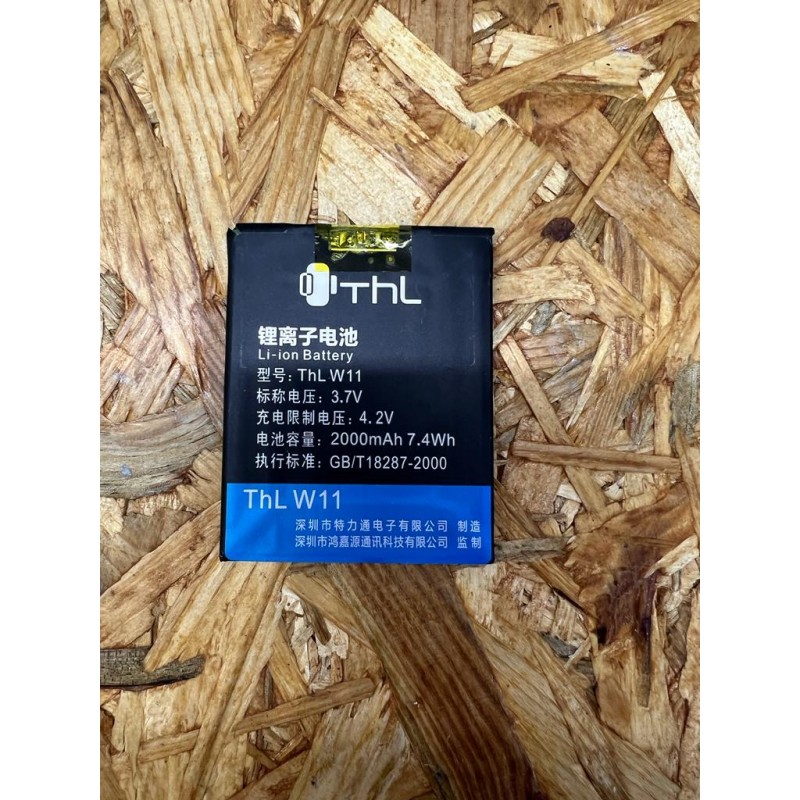 ThL
锂离子电池
Li-ion Battery
型号: ThL W11
标称电压: 3.7V
充电限制电压: 4.2V
电池容量: 2000mAh 7.4Wh
执行标准: GB/T18287-2000
ThL W11
深圳市特力通电子有限公司 制造
深圳市鸿嘉源通讯科技有限公司 监制